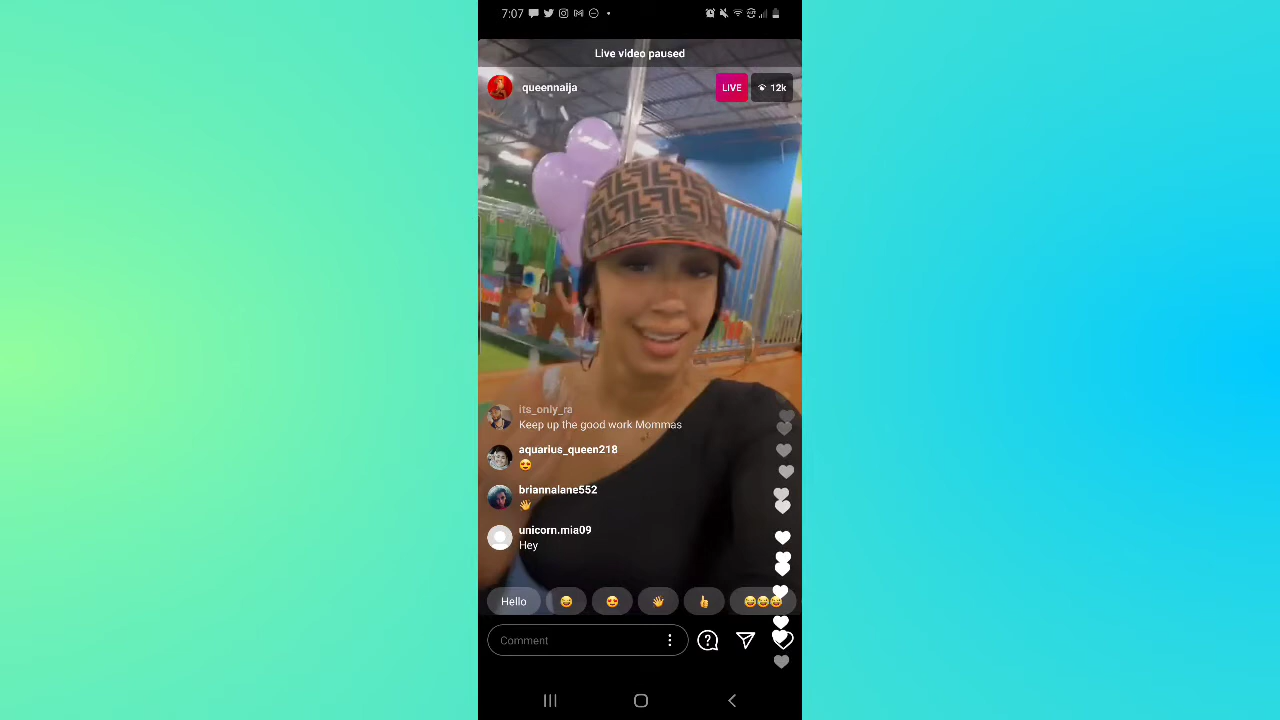 7:07
Live video paused
queennaija
LIVE
12k
its_only_ra
Keep up the good work Mommas
aquarius_queen218
😍
briannalane552
👋
unicorn.mia09
Hey
Hello 😂 😍 👋 👍 😂😂😂
Comment